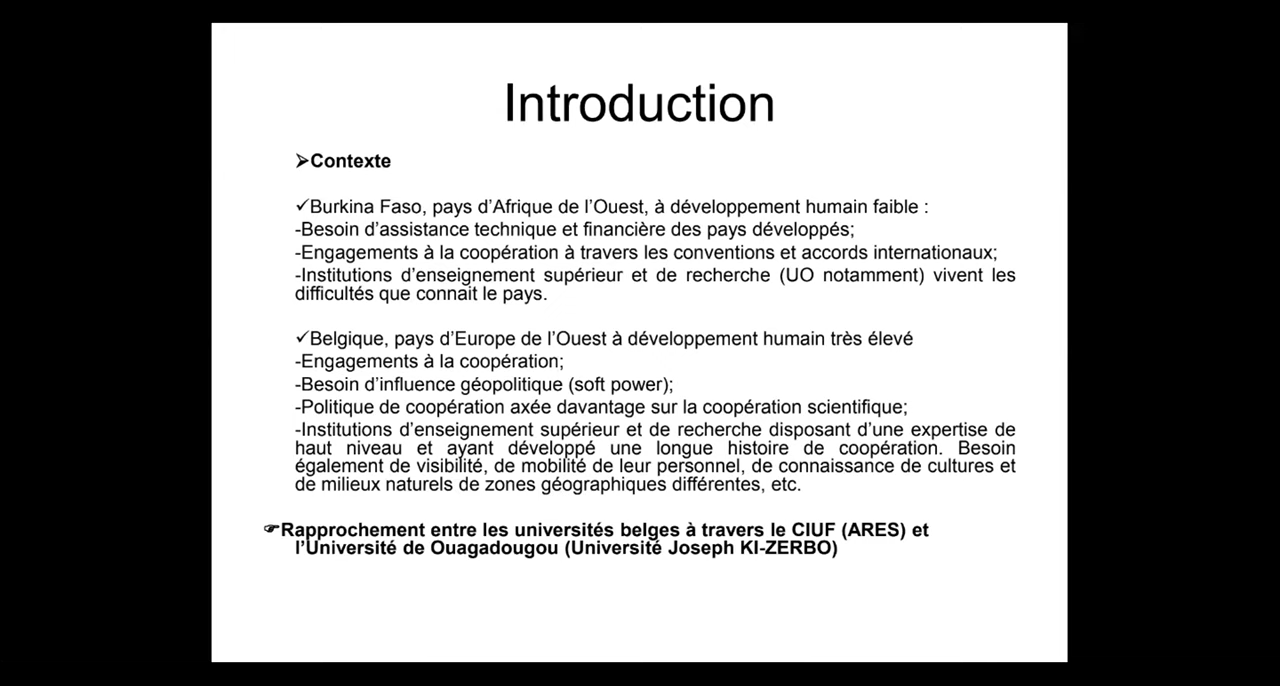 Introduction
➢Contexte
✓Burkina Faso, pays d’Afrique de l’Ouest, à développement humain faible :
-Besoin d’assistance technique et financière des pays développés;
-Engagements à la coopération à travers les conventions et accords internationaux;
-Institutions d’enseignement supérieur et de recherche (UO notamment) vivent les
difficultés que connait le pays.
✓Belgique, pays d’Europe de l’Ouest à développement humain très élevé
-Engagements à la coopération;
-Besoin d’influence géopolitique (soft power);
-Politique de coopération axée davantage sur la coopération scientifique;
-Institutions d’enseignement supérieur et de recherche disposant d’une expertise de
haut niveau et ayant développé une longue histoire de coopération. Besoin
également de visibilité, de mobilité de leur personnel, de connaissance de cultures et
de milieux naturels de zones géographiques différentes, etc.
☞Rapprochement entre les universités belges à travers le CIUF (ARES) et
l’Université de Ouagadougou (Université Joseph KI-ZERBO)